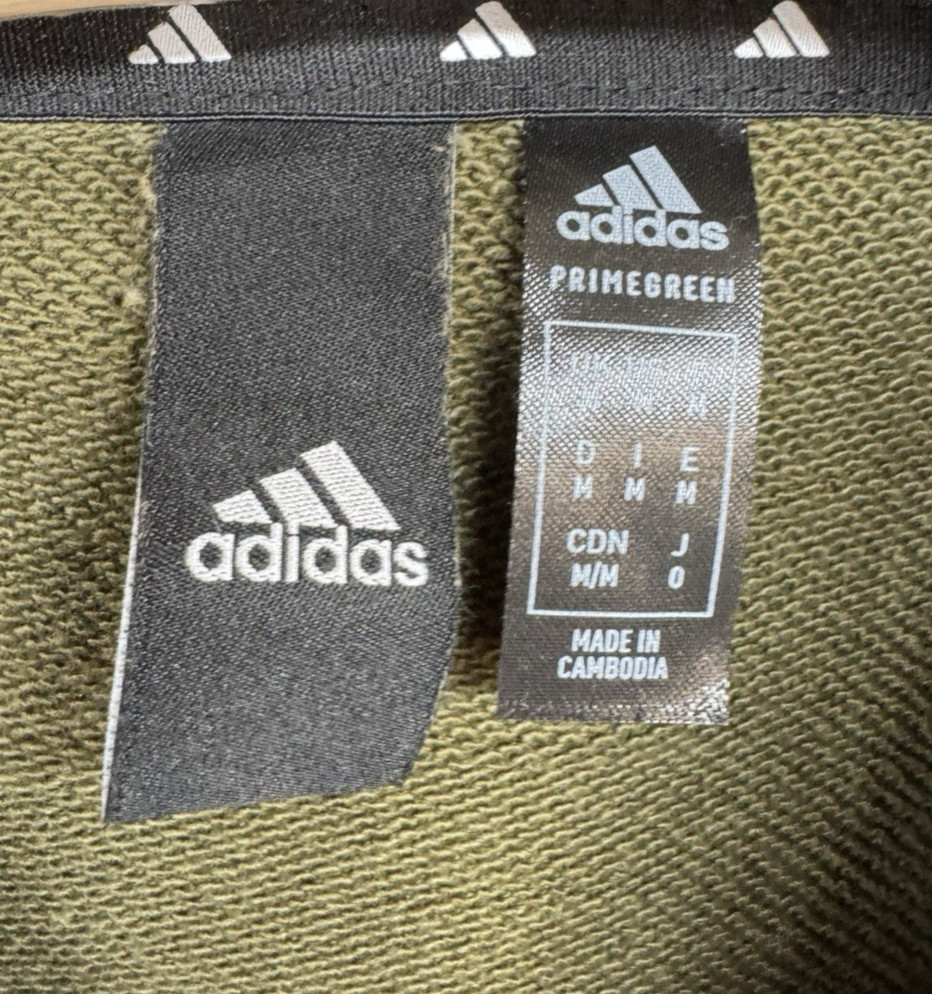 adidas
adidas
PRIMEGREEN
D I E
M M M
CDN J
M/M O
MADE IN
CAMBODIA